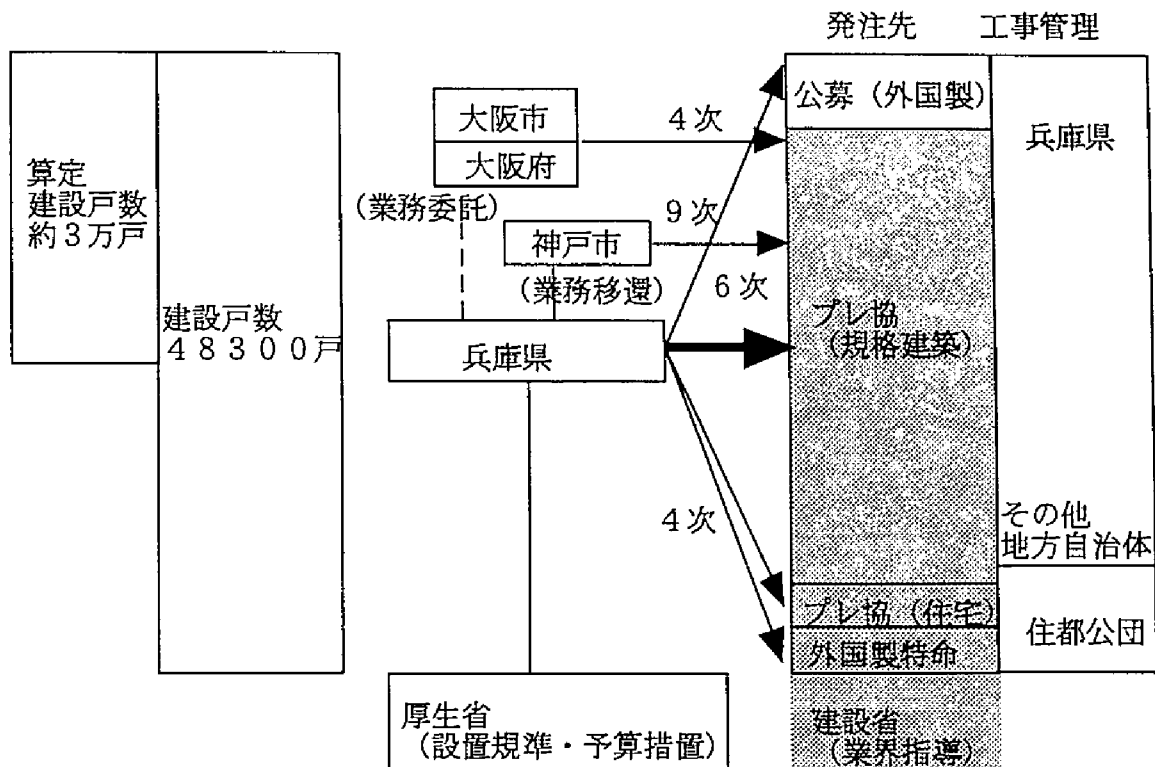 発注先 工事管理
公募（外国製）
兵庫県
大阪市
大阪府
4次
算定
建設戸数
約3万戸
(業務委託)
9次
神戸市
(業務移還)
6次
建設戸数
48300戸
兵庫県
プレ協
(規格建築)
4次
その他
地方自治体
プレ協（住宅）
住都公団
外国製特命
厚生省
(設置規準・予算措置)
建設省
(業界指導)